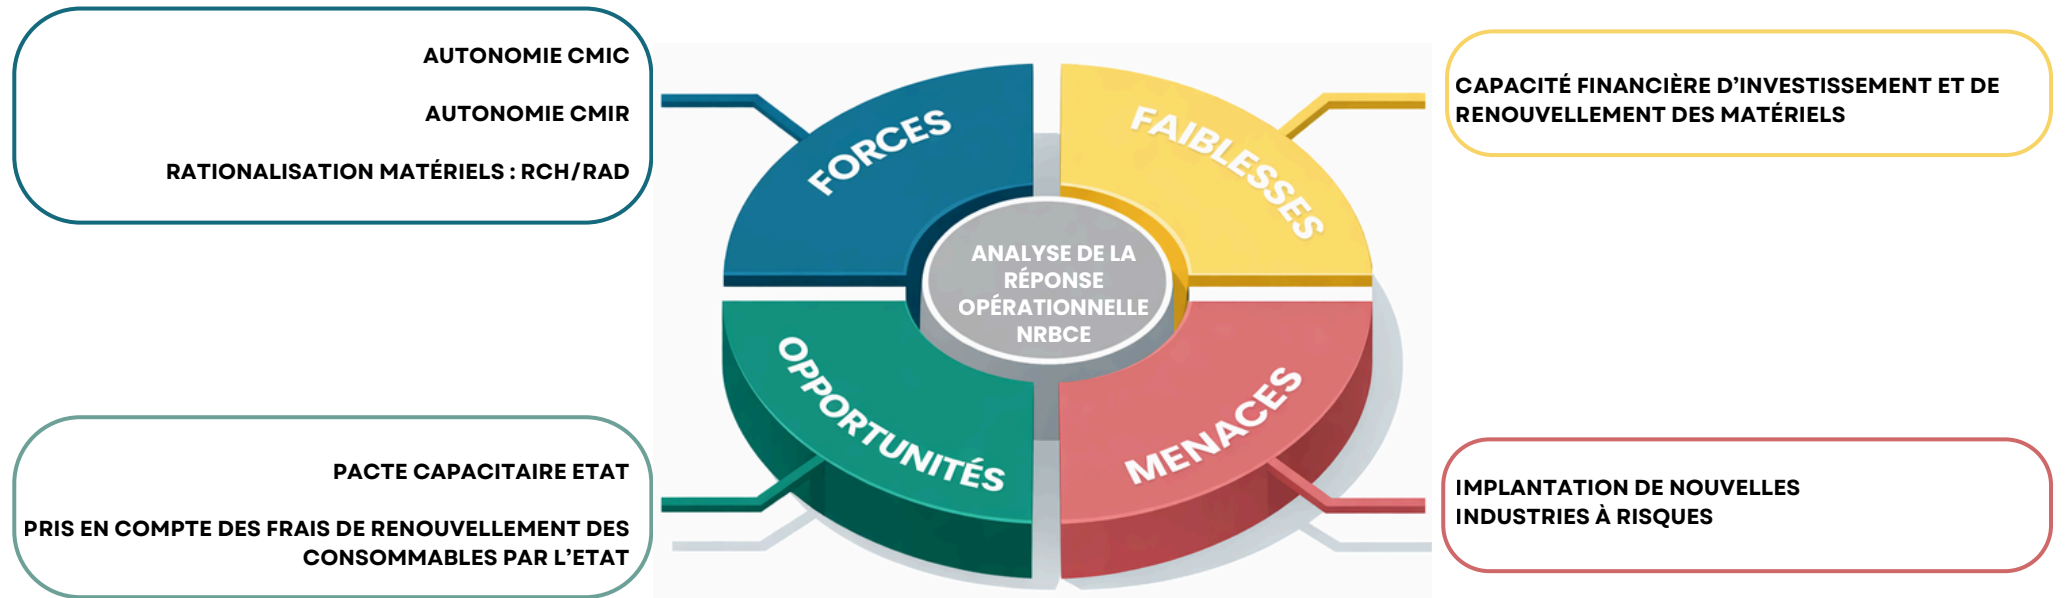 AUTONOMIE CMIC
AUTONOMIE CMIR
RATIONALISATION MATÉRIELS : RCH/RAD
FORCES
FAIBLESSES
CAPACITÉ FINANCIÈRE D’INVESTISSEMENT ET DE
RENOUVELLEMENT DES MATÉRIELS
ANALYSE DE LA
RÉPONSE
OPÉRATIONNELLE
NRBCE
PACTE CAPACITAIRE ETAT
PRIS EN COMPTE DES FRAIS DE RENOUVELLEMENT DES
CONSOMMABLES PAR L’ETAT
OPPORTUNITÉS
MENACES
IMPLANTATION DE NOUVELLES
INDUSTRIES À RISQUES